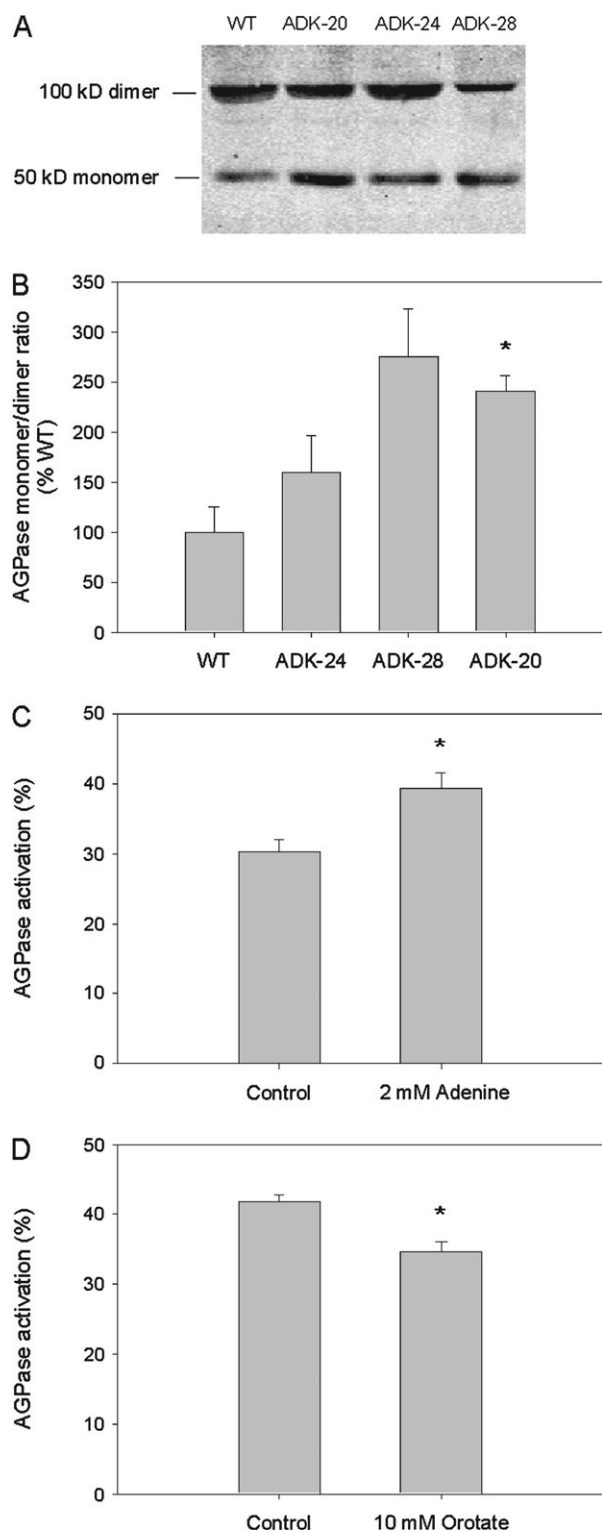 A
WT ADK-20 ADK-24 ADK-28
100 kD dimer
50 kD monomer
B
AGPase monomer/dimer ratio
(% WT)
350
300
250
200
150
100
50
0
*
WT ADK-24 ADK-28 ADK-20
C
AGPase activation (%)
50
40
30
20
10
0
*
Control 2 mM Adenine
D
AGPase activation (%)
50
40
30
20
10
0
*
Control 10 mM Orotate